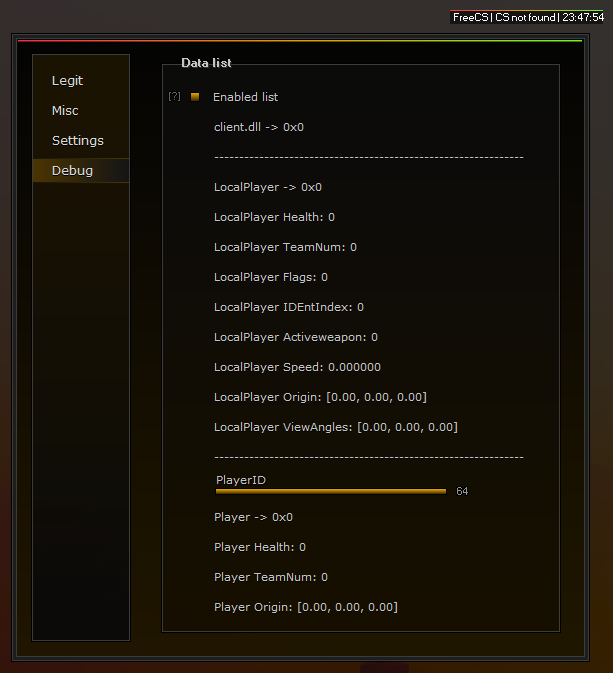 FreeCS | CS not found | 23:47:54
Legit
Misc
Settings
Debug
Data list
[?] Enabled list
client.dll -> 0x0
--------------------------------------------------------------
LocalPlayer -> 0x0
LocalPlayer Health: 0
LocalPlayer TeamNum: 0
LocalPlayer Flags: 0
LocalPlayer IDEntIndex: 0
LocalPlayer Activeweapon: 0
LocalPlayer Speed: 0.000000
LocalPlayer Origin: [0.00, 0.00, 0.00]
LocalPlayer ViewAngles: [0.00, 0.00, 0.00]
--------------------------------------------------------------
PlayerID
64
Player -> 0x0
Player Health: 0
Player TeamNum: 0
Player Origin: [0.00, 0.00, 0.00]